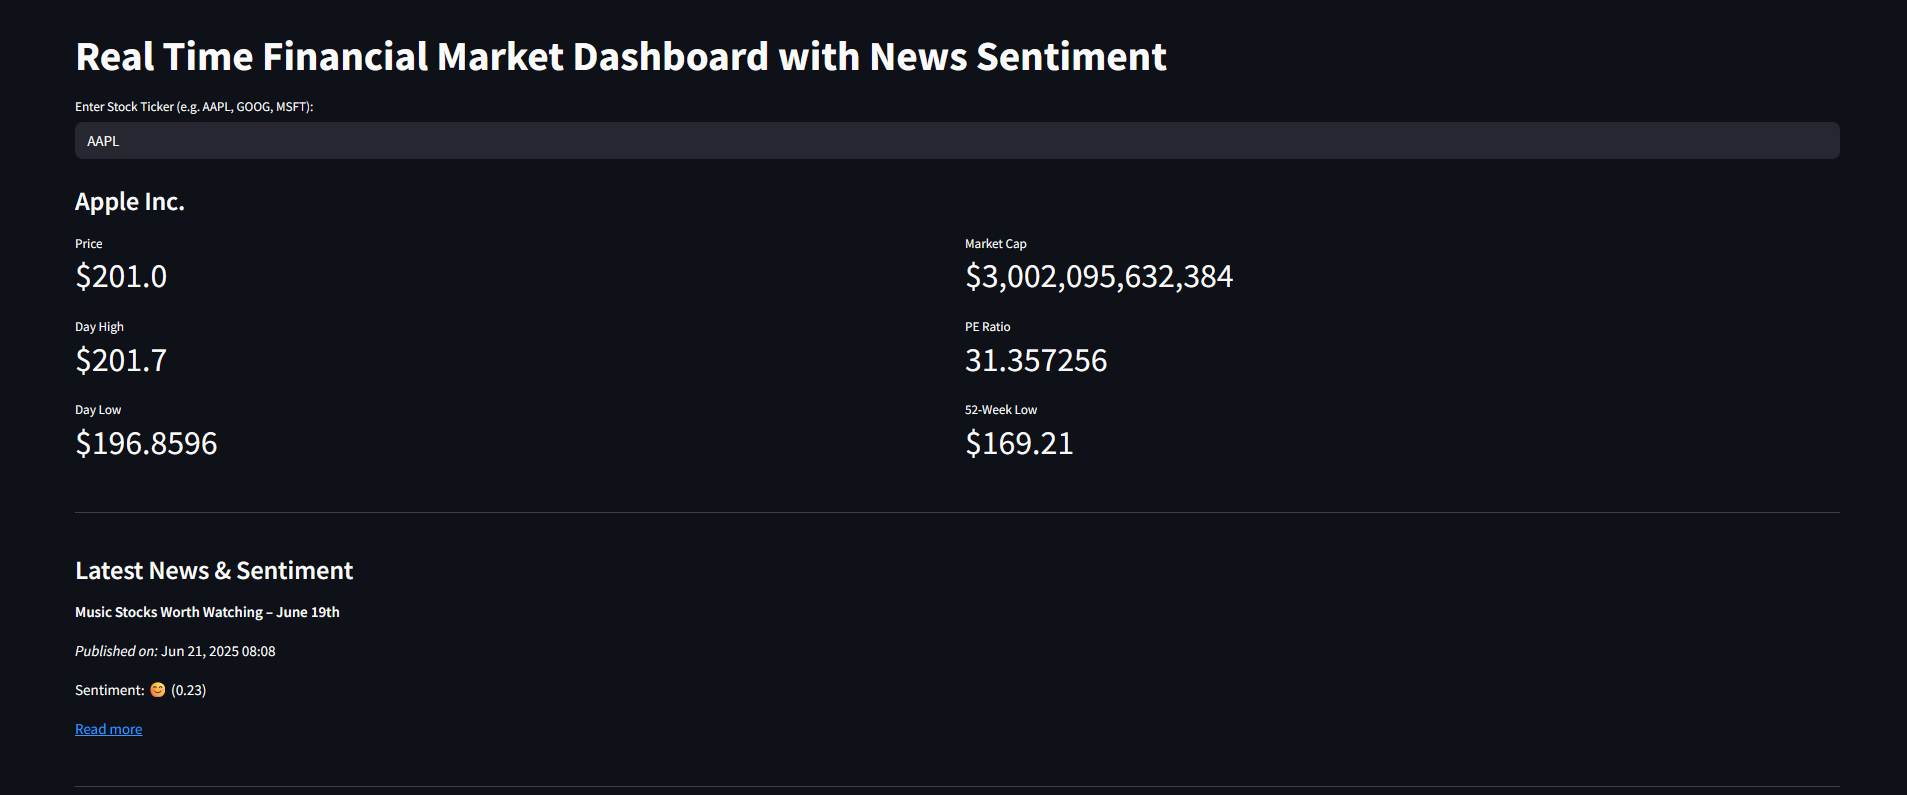 Real Time Financial Market Dashboard with News Sentiment
Enter Stock Ticker (e.g. AAPL, GOOG, MSFT):
AAPL
Apple Inc.
Price
$201.0
Market Cap
$3,002,095,632,384
Day High
$201.7
PE Ratio
31.357256
Day Low
$196.8596
52-Week Low
$169.21
Latest News & Sentiment
Music Stocks Worth Watching – June 19th
Published on: Jun 21, 2025 08:08
Sentiment: 😊 (0.23)
Read more